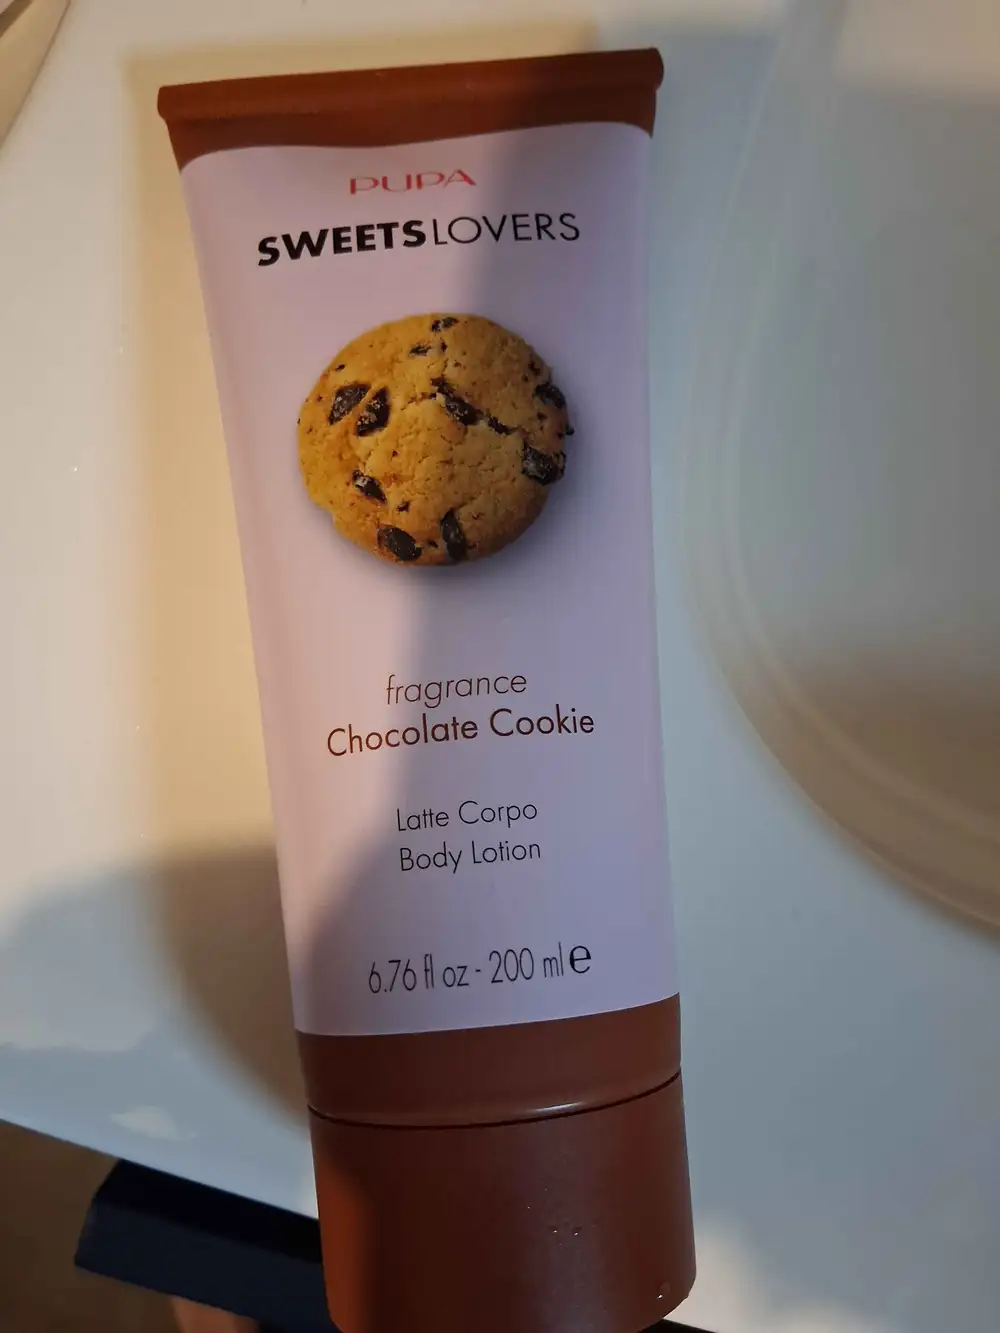 PUPA
SWEETSLOVERS
fragrance
Chocolate Cookie
Latte Corpo
Body Lotion
6.76 fl oz - 200 ml ℮